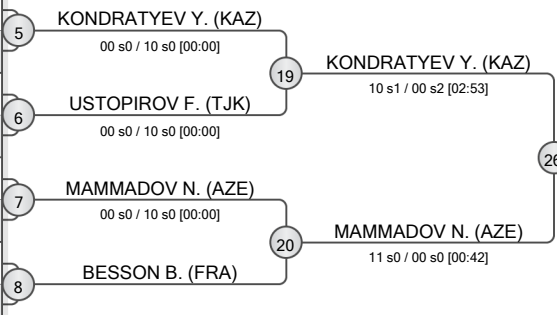 5
KONDRATYEV Y. (KAZ)
00 s0 / 10 s0 [00:00]
19
KONDRATYEV Y. (KAZ)
10 s1 / 00 s2 [02:53]
6
USTOPIROV F. (TJK)
00 s0 / 10 s0 [00:00]
26
7
MAMMADOV N. (AZE)
00 s0 / 10 s0 [00:00]
20
MAMMADOV N. (AZE)
11 s0 / 00 s0 [00:42]
8
BESSON B. (FRA)